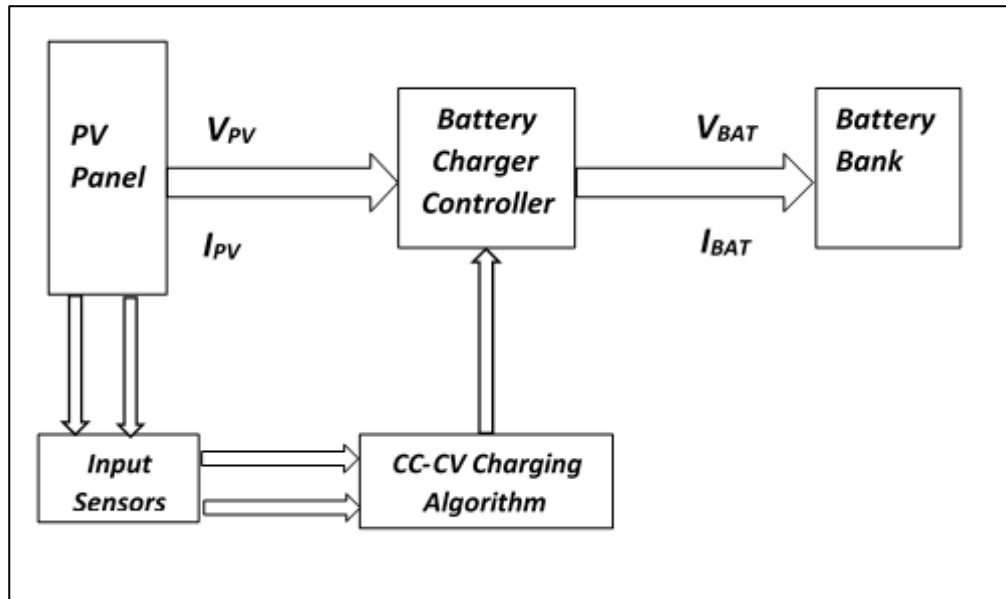 PV
Panel
V_PV
I_PV
Battery
Charger
Controller
V_BAT
I_BAT
Battery
Bank
Input
Sensors
CC-CV Charging
Algorithm